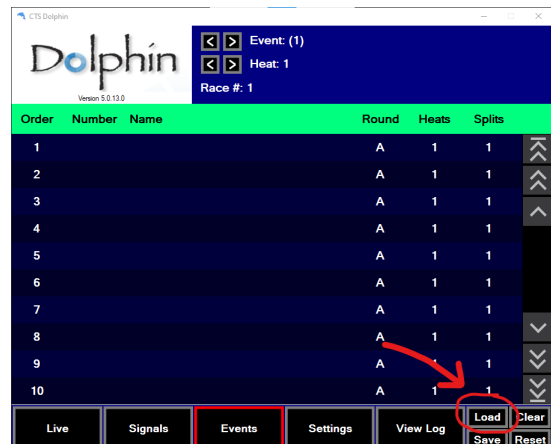 CTS Dolphin
Dolphin
Version 5.0.13.0
< > Event: (1)
< > Heat: 1
Race #: 1
Order Number Name Round Heats Splits
1 A 1 1
2 A 1 1
3 A 1 1
4 A 1 1
5 A 1 1
6 A 1 1
7 A 1 1
8 A 1 1
9 A 1 1
10 A 1 1
Live Signals Events Settings View Log Load Clear
Save Reset